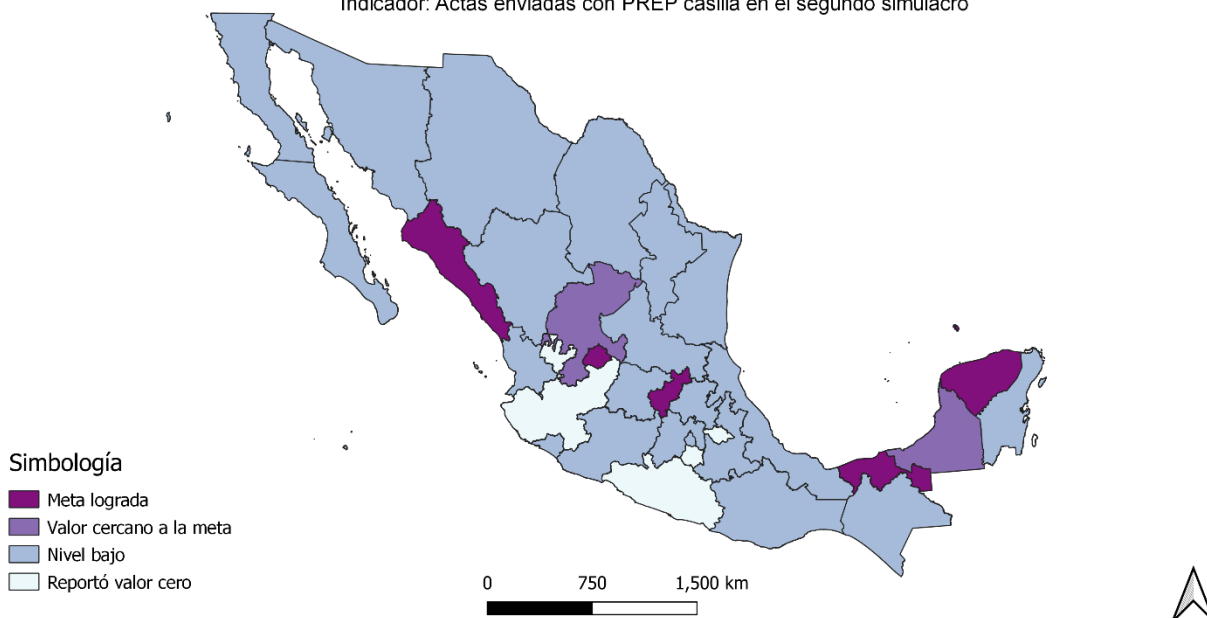 Indicador: Actas enviadas con PREP casilla en el segundo simulacro
Simbología
Meta lograda
Valor cercano a la meta
Nivel bajo
Reportó valor cero
0 750 1,500 km